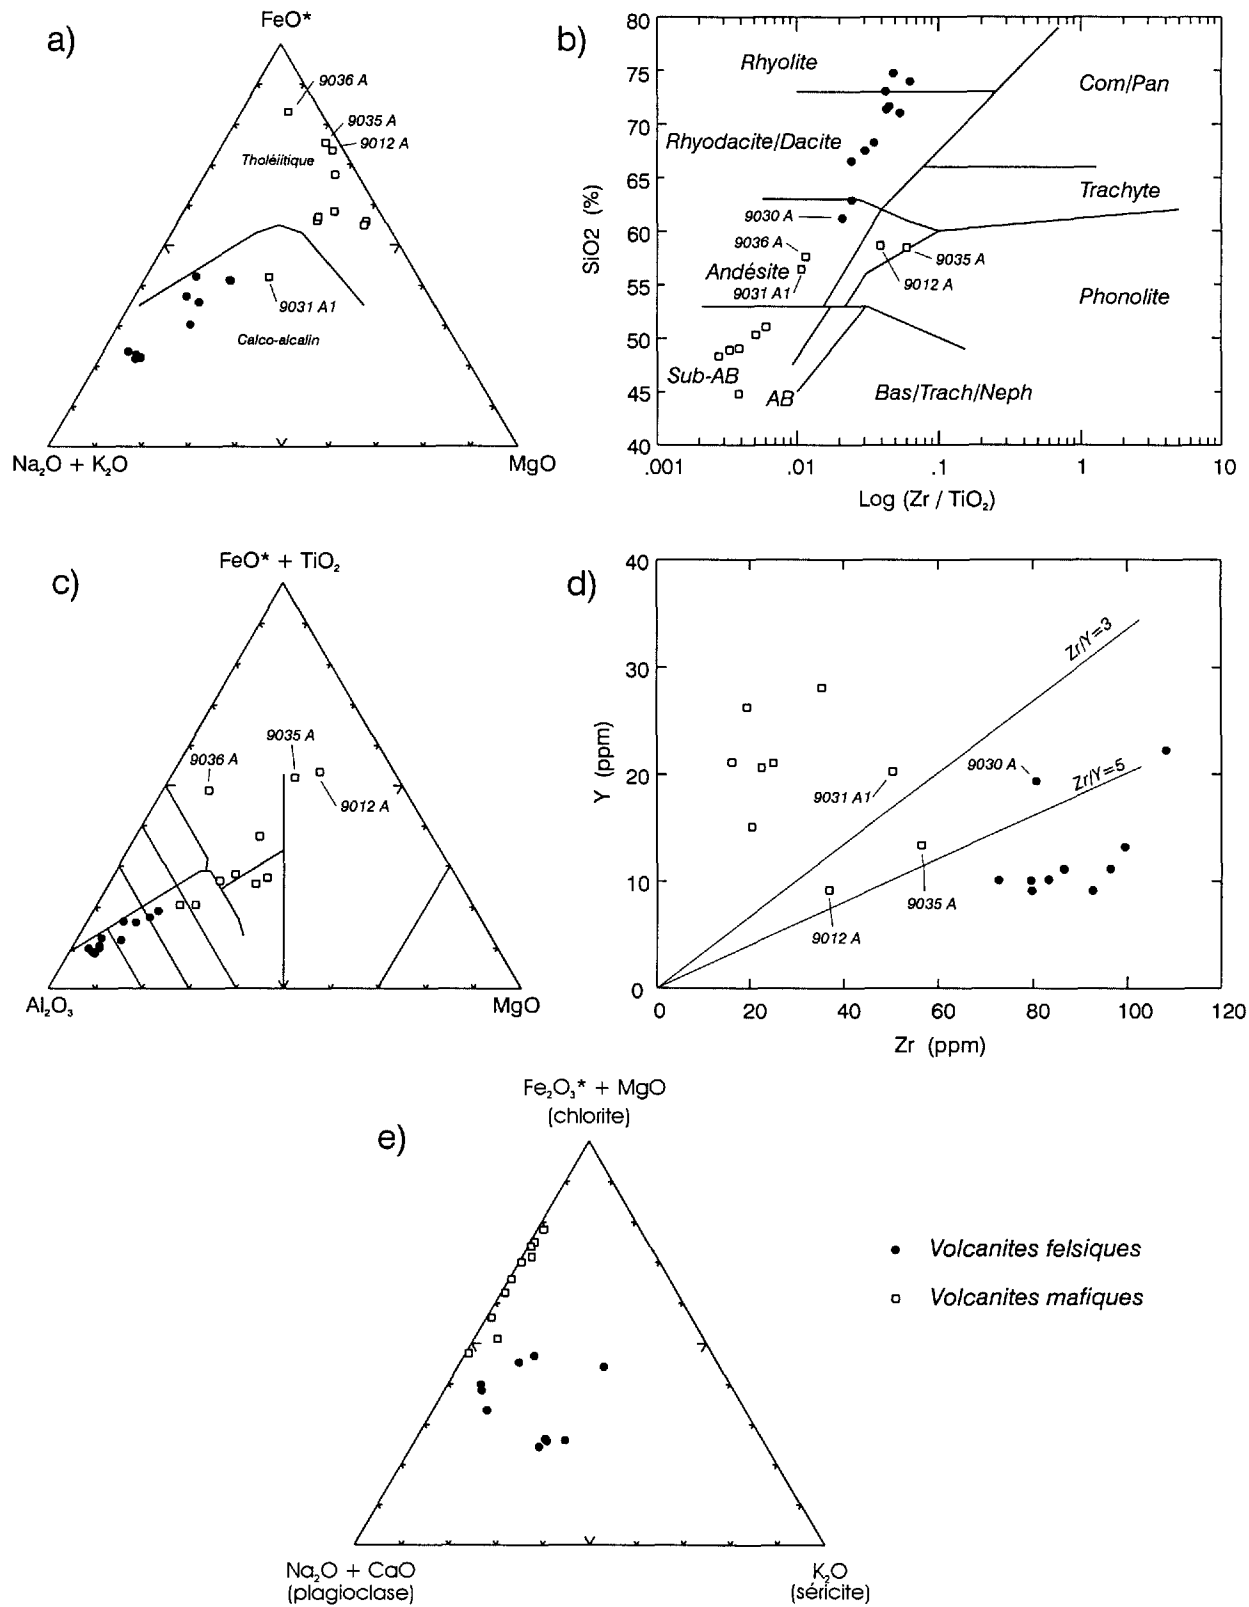 a)
FeO*
9036 A
9035 A
9012 A
Tholéiitique
9031 A1
Calco-alcalin
Na₂O + K₂O
MgO
b)
80
75
70
65
60
55
50
45
40
SiO2 (%)
Rhyolite
Com/Pan
Rhyodacite/Dacite
Trachyte
9030 A
9036 A
9035 A
Andésite
9012 A
9031 A1
Phonolite
Sub-AB
AB
Bas/Trach/Neph
.001
.01
.1
1
10
Log (Zr / TiO₂)
c)
FeO* + TiO₂
9035 A
9036 A
9012 A
Al₂O₃
MgO
d)
40
30
20
10
0
Y (ppm)
Zr/Y=3
9030 A
Zr/Y=5
9031 A1
9035 A
9012 A
0
20
40
60
80
100
120
Zr (ppm)
e)
Fe₂O₃* + MgO
(chlorite)
Na₂O + CaO
(plagioclase)
K₂O
(séricite)
Volcanites felsiques
Volcanites mafiques